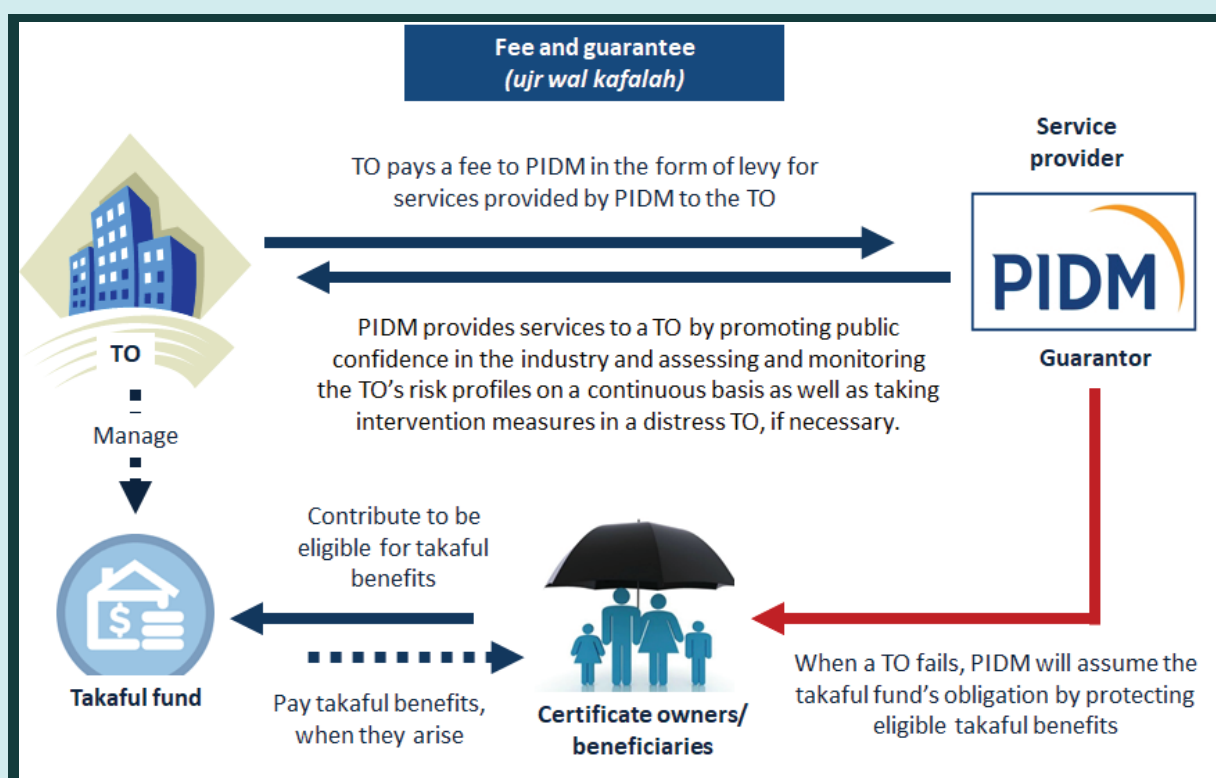 Fee and guarantee
(ujr wal kafalah)
Service
provider
TO pays a fee to PIDM in the form of levy for
services provided by PIDM to the TO
PIDM
Guarantor
PIDM provides services to a TO by promoting public
confidence in the industry and assessing and monitoring
the TO's risk profiles on a continuous basis as well as taking
intervention measures in a distress TO, if necessary.
TO
Manage
Contribute to be
eligible for takaful
benefits
$
Takaful fund
Pay takaful benefits,
when they arise
Certificate owners/
beneficiaries
When a TO fails, PIDM will assume the
takaful fund's obligation by protecting
eligible takaful benefits